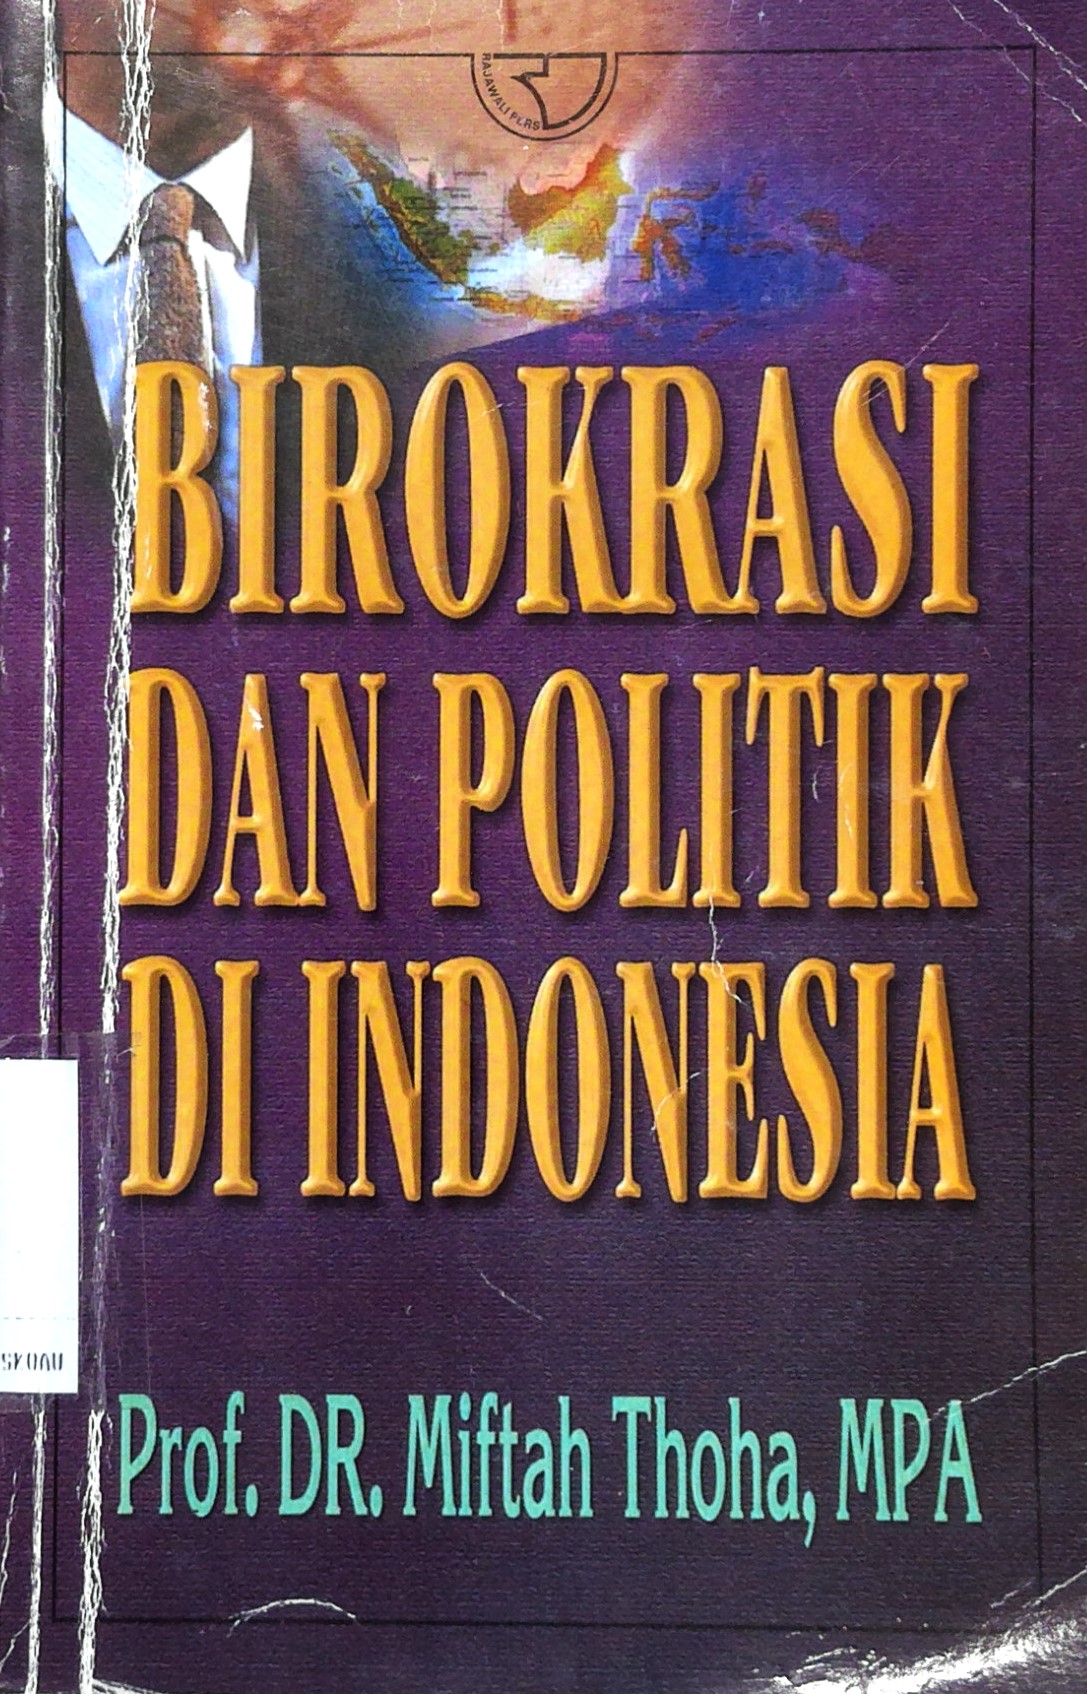 RAJAWALI PERS
BIROKRASI
DAN POLITIK
DI INDONESIA
Prof. DR. Miftah Thoha, MPA